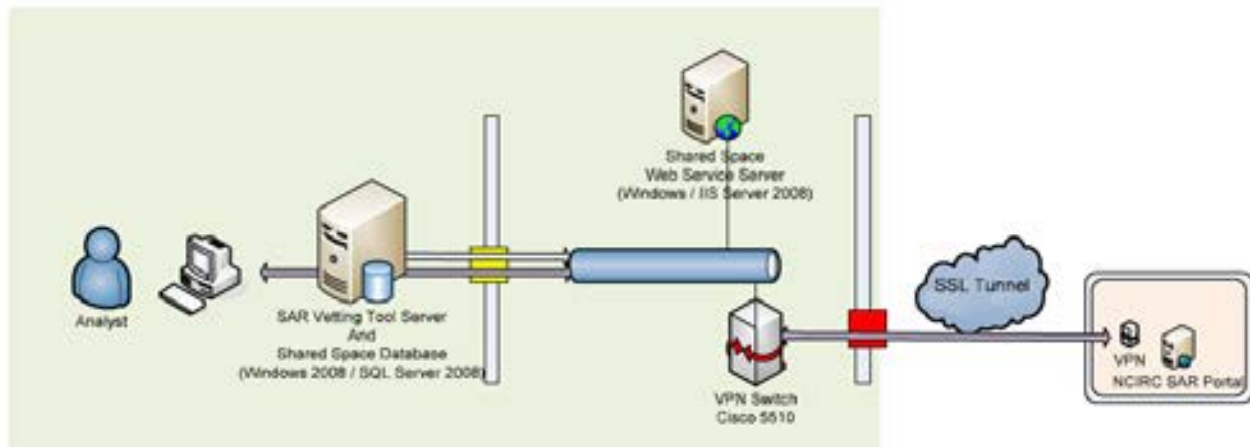 Shared Space
Web Service Server
(Windows / IIS Server 2008)
Analyst
SAR Vetting Tool Server
And
Shared Space Database
(Windows 2008 / SQL Server 2008)
VPN Switch
Cisco 5510
SSL Tunnel
VPN
NCIRC SAR Portal